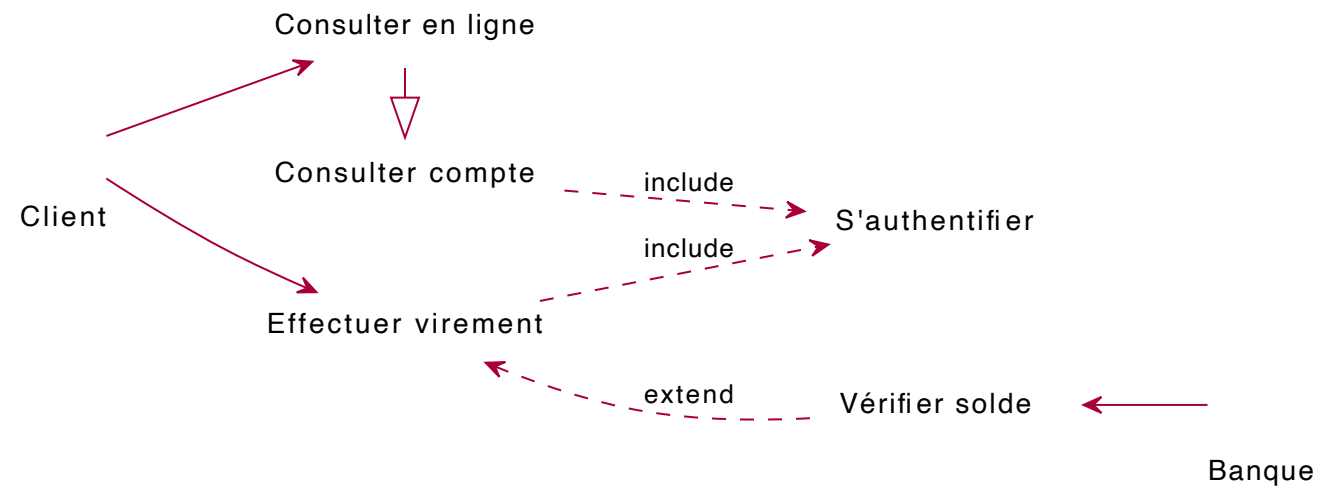 Consulter en ligne
Consulter compte
include
Client
S'authentifier
include
Effectuer virement
extend
Vérifier solde
Banque